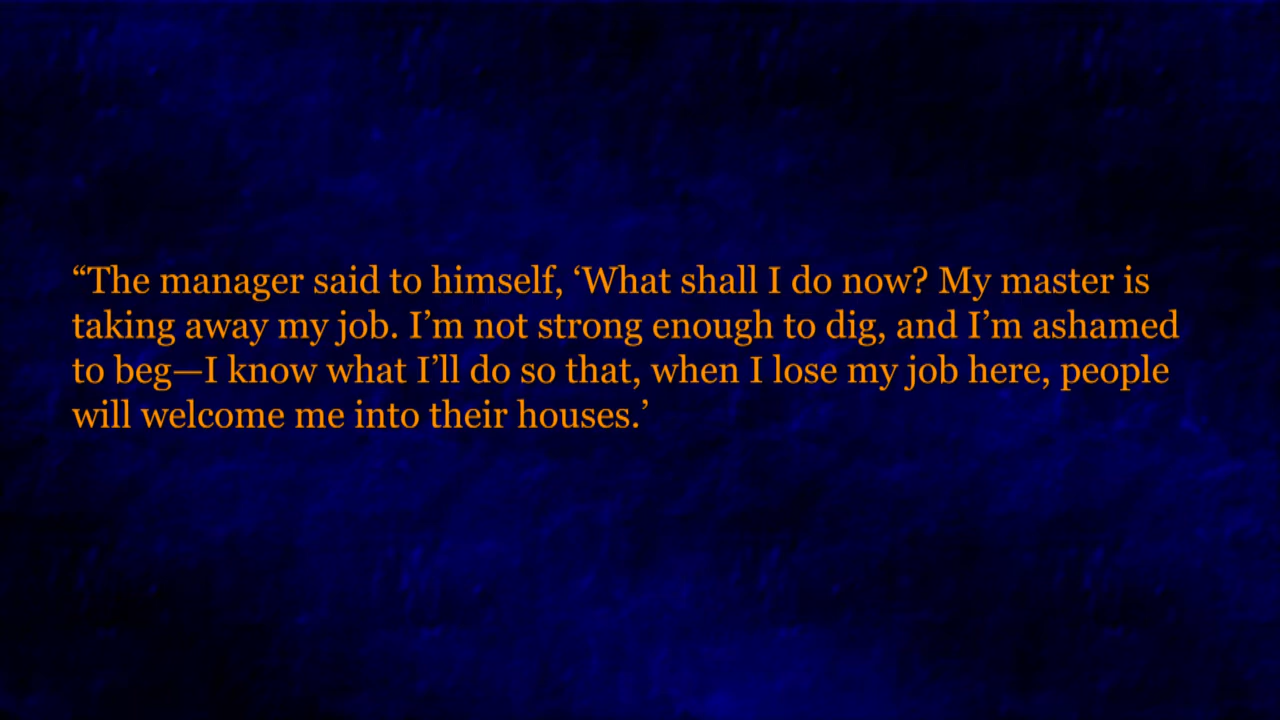 “The manager said to himself, ‘What shall I do now? My master is
taking away my job. I’m not strong enough to dig, and I’m ashamed
to beg—I know what I’ll do so that, when I lose my job here, people
will welcome me into their houses.’